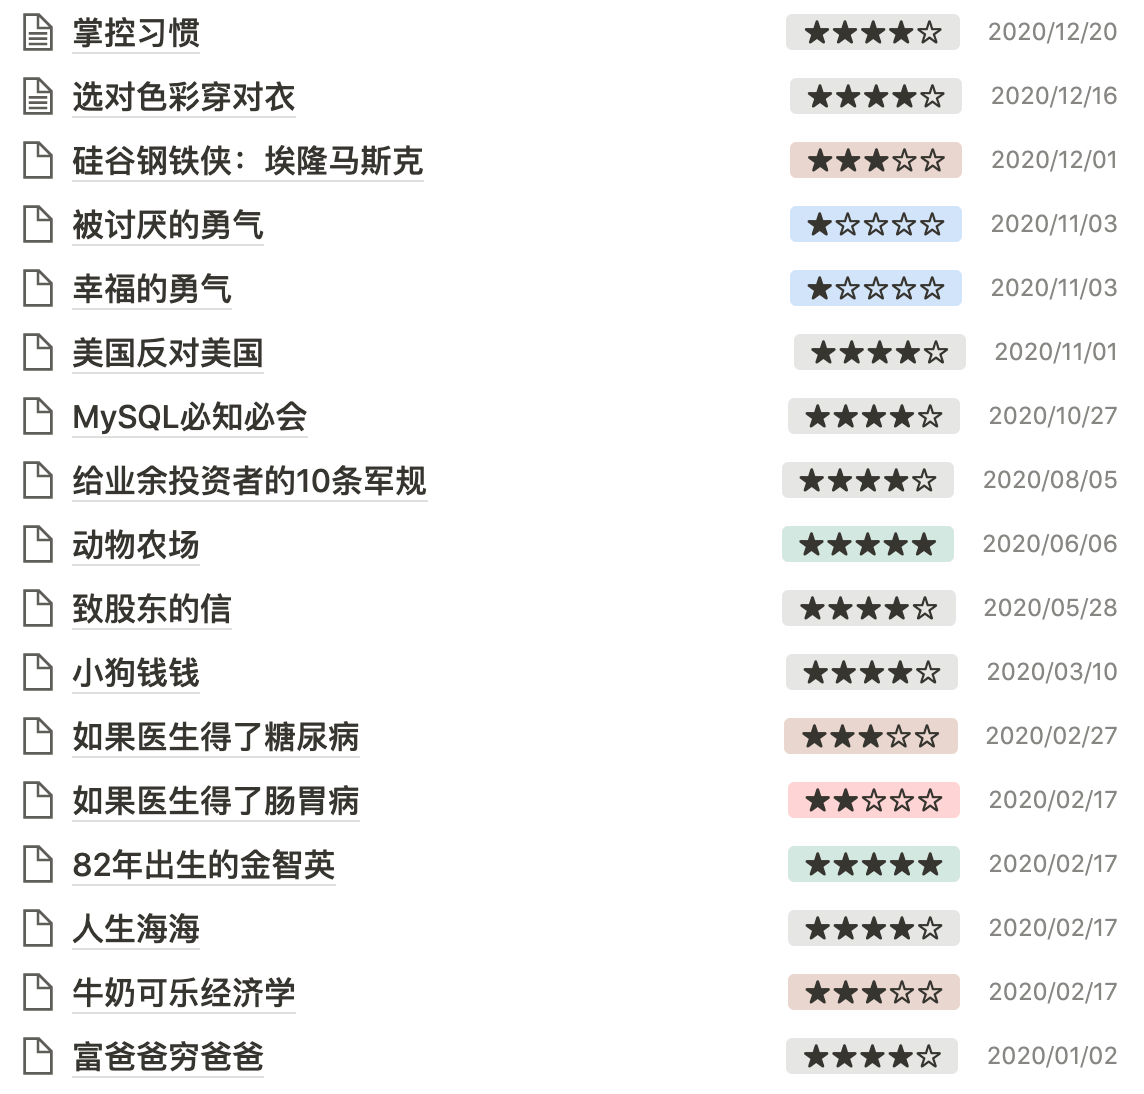 掌控习惯 ★★★★☆ 2020/12/20
选对色彩穿对衣 ★★★★☆ 2020/12/16
硅谷钢铁侠：埃隆马斯克 ★★★☆☆ 2020/12/01
被讨厌的勇气 ★☆☆☆☆ 2020/11/03
幸福的勇气 ★☆☆☆☆ 2020/11/03
美国反对美国 ★★★★☆ 2020/11/01
MySQL必知必会 ★★★★☆ 2020/10/27
给业余投资者的10条军规 ★★★★☆ 2020/08/05
动物农场 ★★★★★ 2020/06/06
致股东的信 ★★★★☆ 2020/05/28
小狗钱钱 ★★★★☆ 2020/03/10
如果医生得了糖尿病 ★★★☆☆ 2020/02/27
如果医生得了肠胃病 ★★☆☆☆ 2020/02/17
82年出生的金智英 ★★★★★ 2020/02/17
人生海海 ★★★★☆ 2020/02/17
牛奶可乐经济学 ★★★☆☆ 2020/02/17
富爸爸穷爸爸 ★★★★☆ 2020/01/02